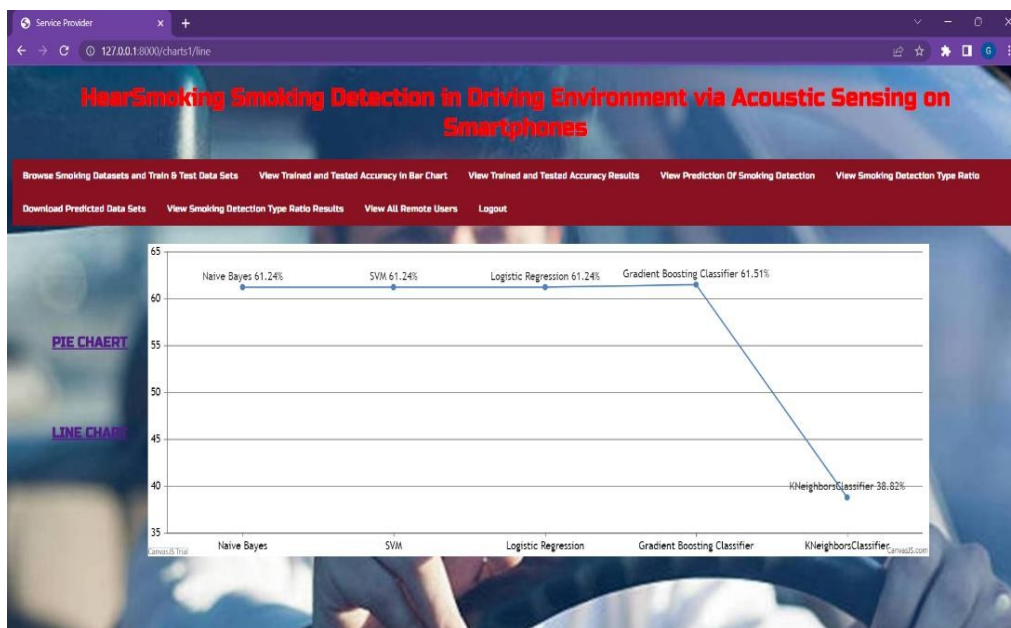 Service Provider
127.0.0.1:8000/charts1/line
G
HearSmoking Smoking Detection in Driving Environment via Acoustic Sensing on
Smartphones
Browse Smoking Datasets and Train & Test Data Sets View Trained and Tested Accuracy in Bar Chart View Trained and Tested Accuracy Results View Prediction Of Smoking Detection View Smoking Detection Type Ratio
Download Predicted Data Sets View Smoking Detection Type Ratio Results View All Remote Users Logout
65
Naive Bayes 61.24% SVM 61.24% Logistic Regression 61.24% Gradient Boosting Classifier 61.51%
60
PIE CHAERT
55
50
LINE CHART
45
40
KNeighborsClassifier 38.82%
35
Naive Bayes SVM Logistic Regression Gradient Boosting Classifier KNeighborsClassifier
CanvasJS Trial CanvasJS.com